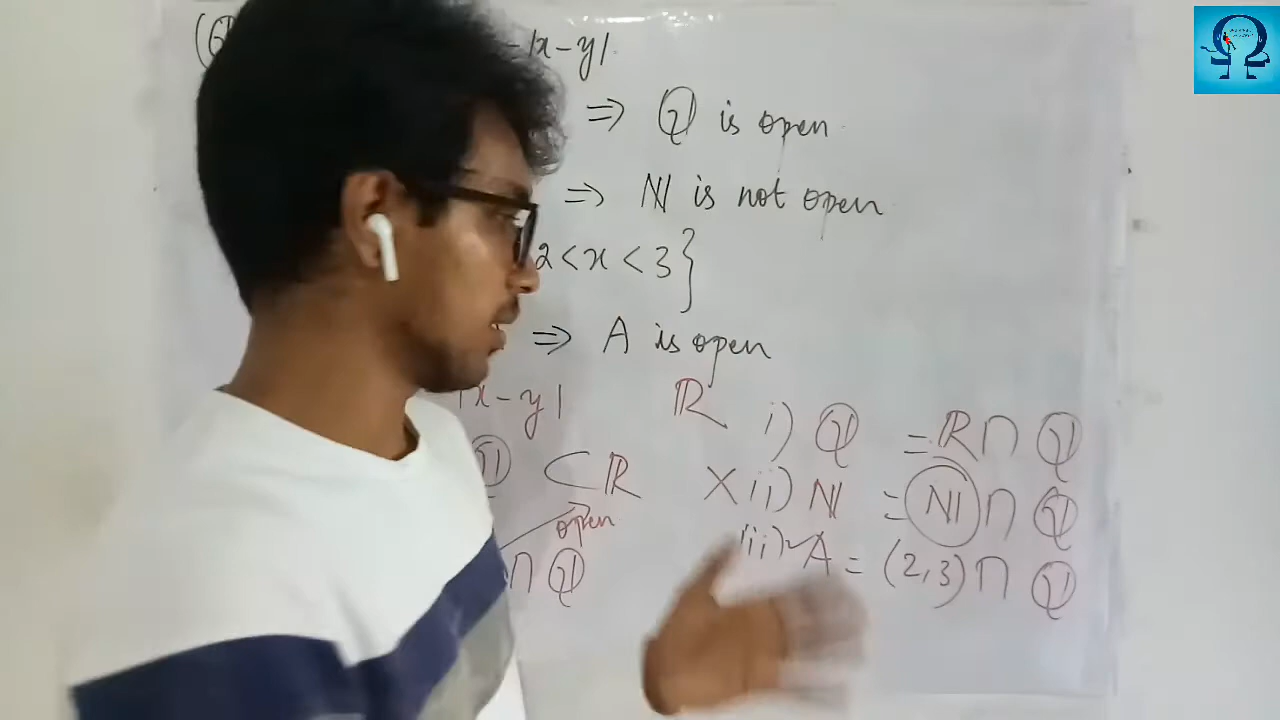 (Q - |x-y|.
⇒ Q is open.
⇒ N is not open
2<x<3}
⇒ A is open
|x-y| R i) Q = R∩ Q
Q ⊂ R X ii) N = N ∩ Q
open iii) A = (2,3)∩ Q
∩ Q